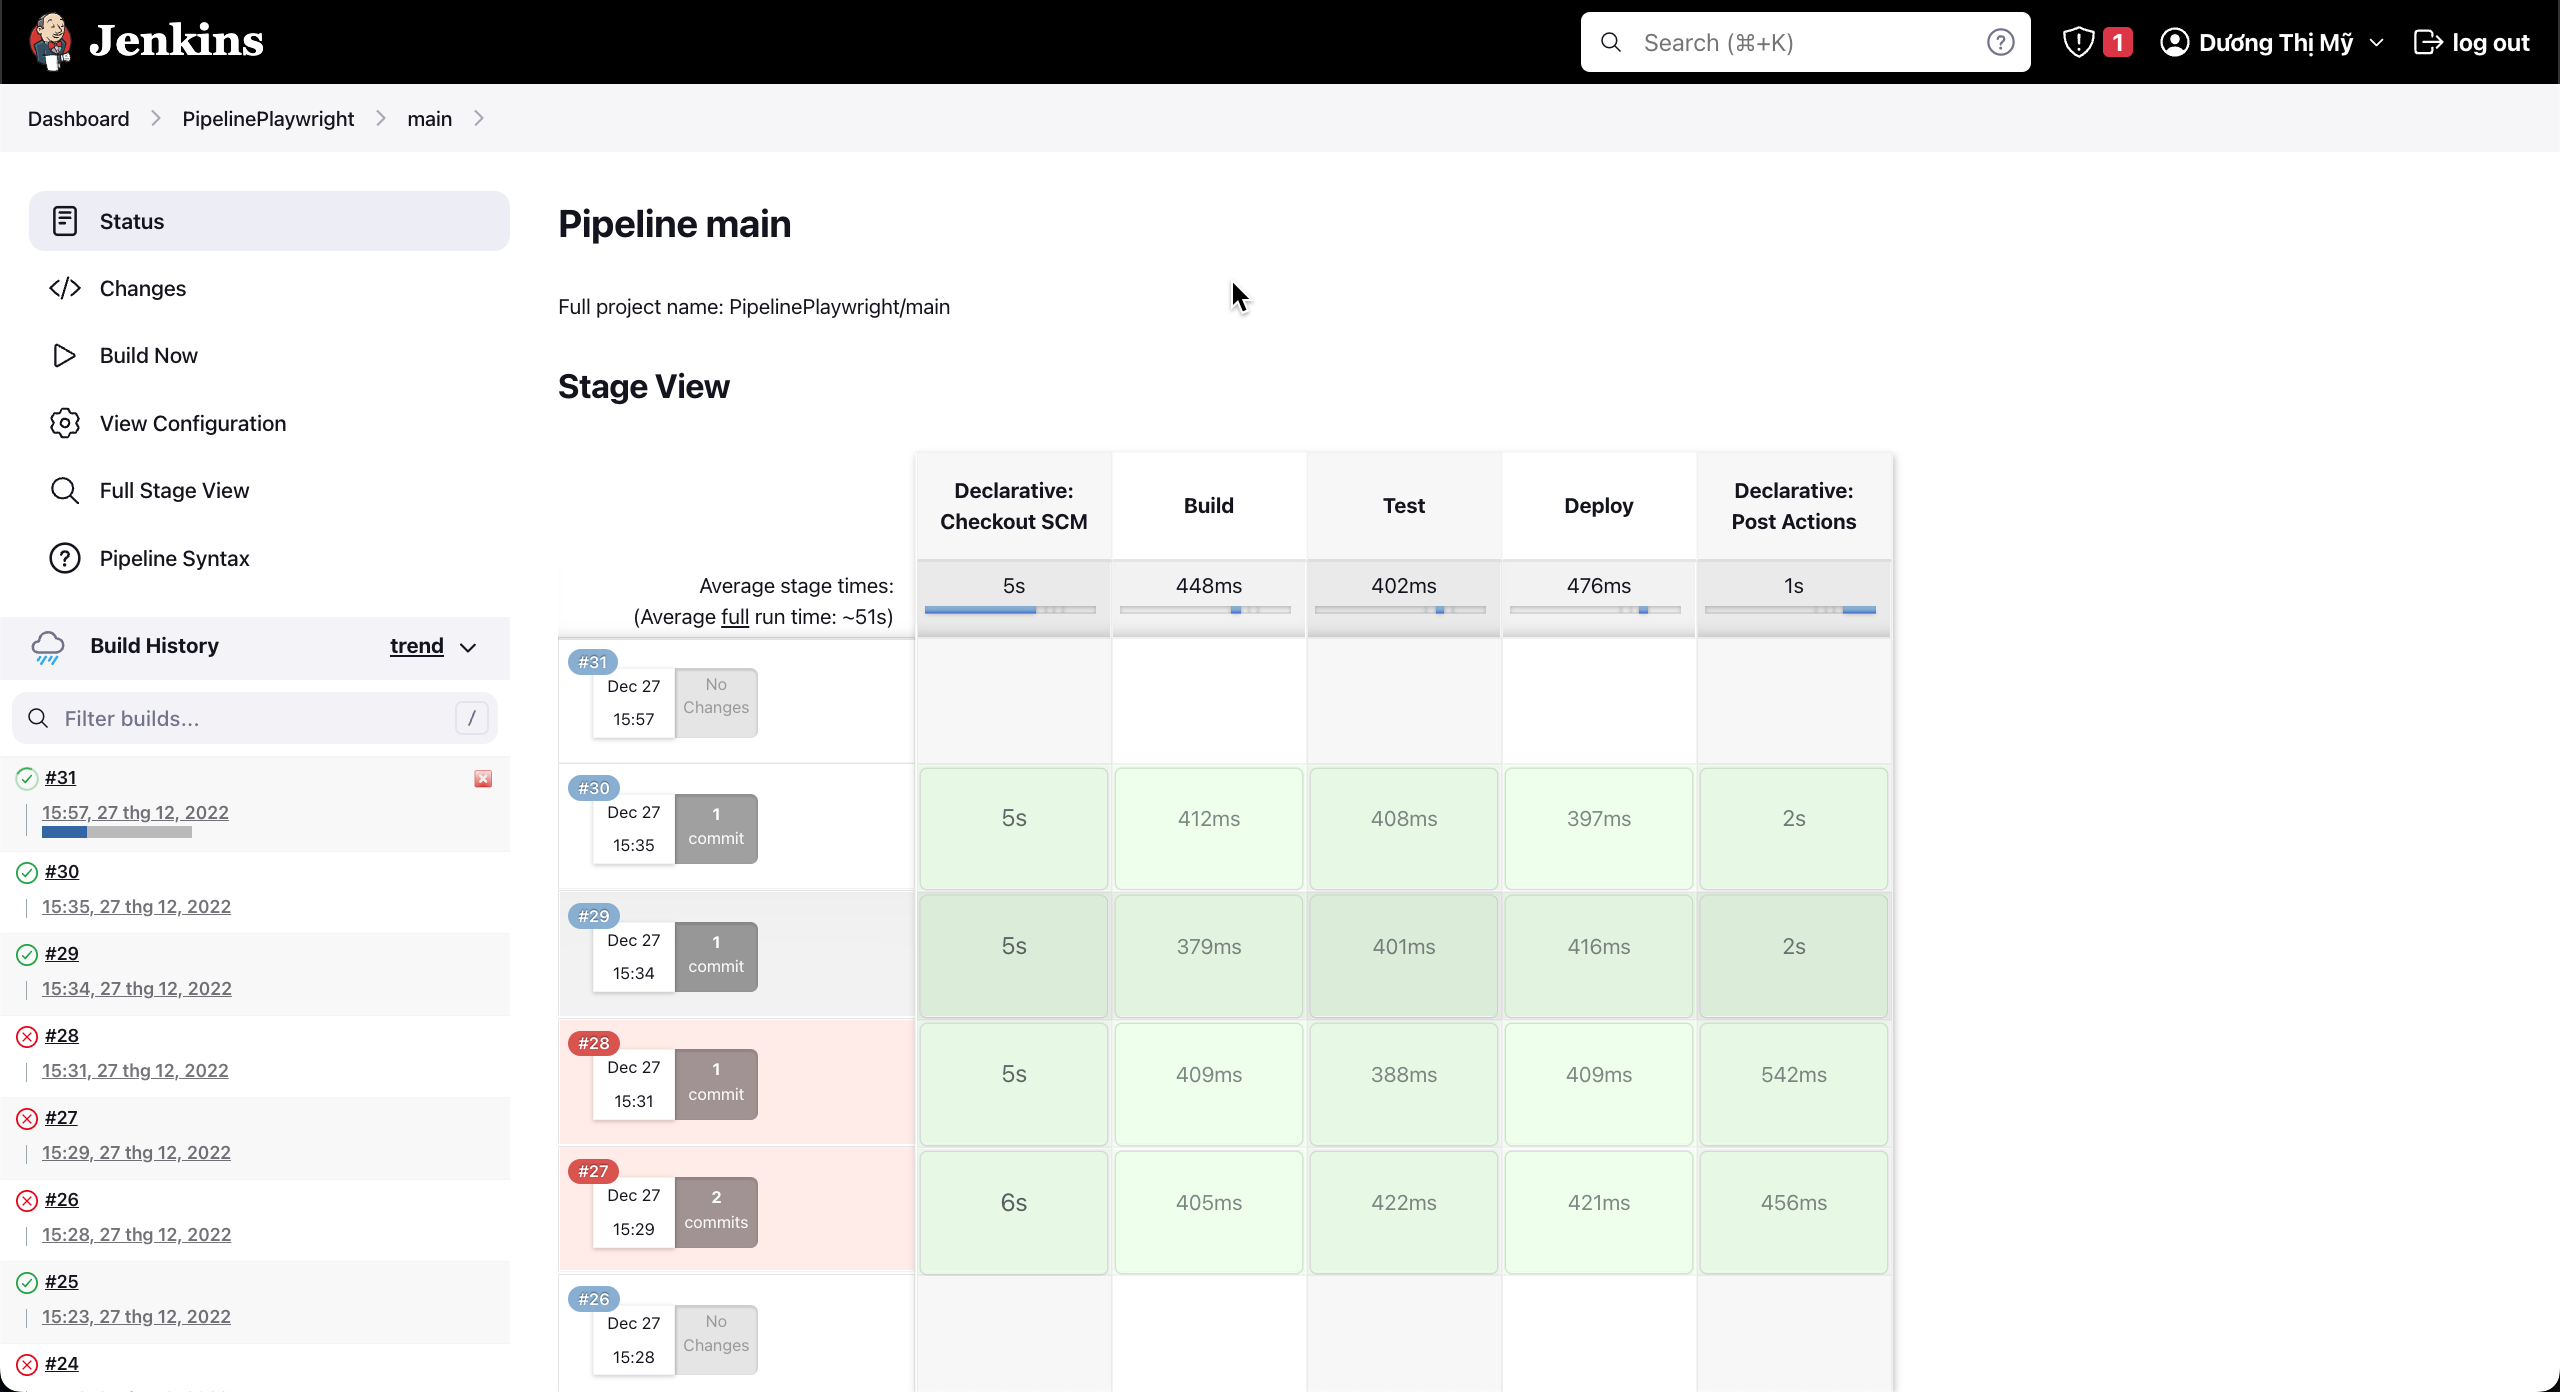 Jenkins
Search (⌘+K)
1
Dương Thị Mỹ
log out
Dashboard
PipelinePlaywright
main
Status
Changes
Build Now
View Configuration
Full Stage View
Pipeline Syntax
Build History
trend
Filter builds...
/
#31
15:57, 27 thg 12, 2022
#30
15:35, 27 thg 12, 2022
#29
15:34, 27 thg 12, 2022
#28
15:31, 27 thg 12, 2022
#27
15:29, 27 thg 12, 2022
#26
15:28, 27 thg 12, 2022
#25
15:23, 27 thg 12, 2022
#24
Pipeline main
Full project name: PipelinePlaywright/main
Stage View
Declarative:
Checkout SCM
Build
Test
Deploy
Declarative:
Post Actions
Average stage times:
(Average full run time: ~51s)
5s
448ms
402ms
476ms
1s
#31
Dec 27
15:57
No
Changes
#30
Dec 27
15:35
1
commit
5s
412ms
408ms
397ms
2s
#29
Dec 27
15:34
1
commit
5s
379ms
401ms
416ms
2s
#28
Dec 27
15:31
1
commit
5s
409ms
388ms
409ms
542ms
#27
Dec 27
15:29
2
commits
6s
405ms
422ms
421ms
456ms
#26
Dec 27
15:28
No
Changes